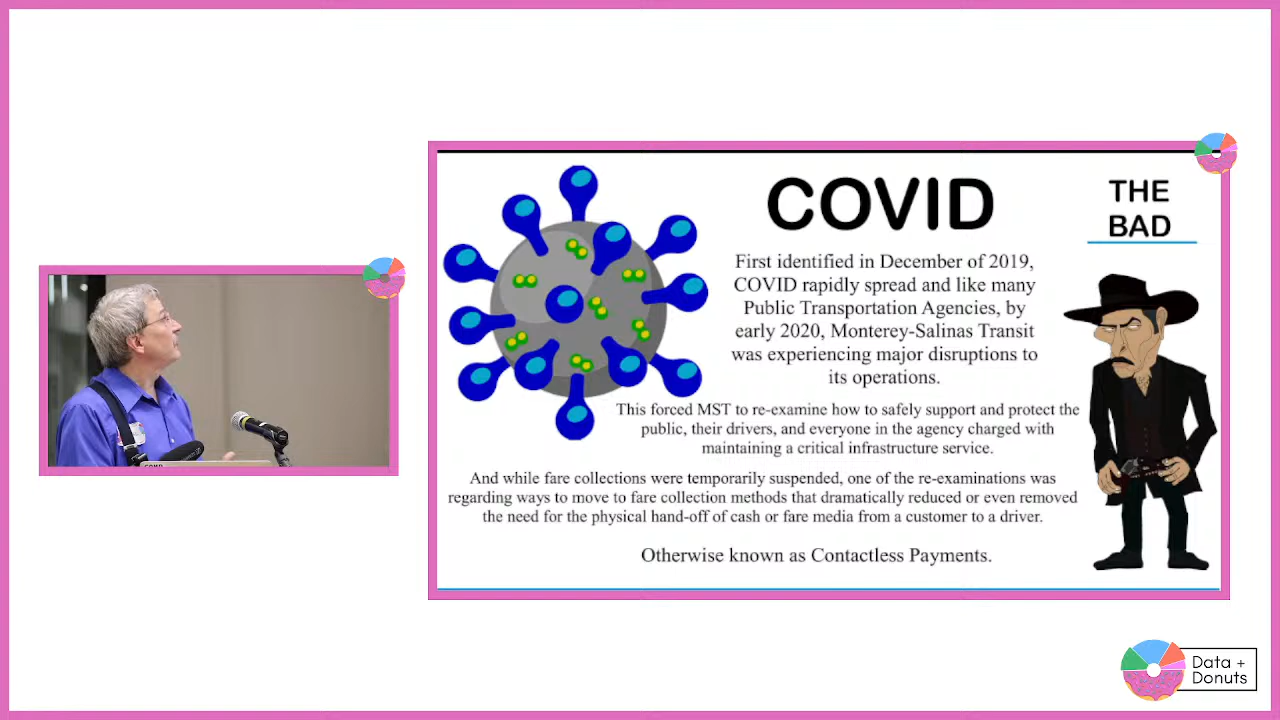 COVID
THE
BAD
First identified in December of 2019,
COVID rapidly spread and like many
Public Transportation Agencies, by
early 2020, Monterey-Salinas Transit
was experiencing major disruptions to
its operations.
This forced MST to re-examine how to safely support and protect the
public, their drivers, and everyone in the agency charged with
maintaining a critical infrastructure service.
And while fare collections were temporarily suspended, one of the re-examinations was
regarding ways to move to fare collection methods that dramatically reduced or even removed
the need for the physical hand-off of cash or fare media from a customer to a driver.
Otherwise known as Contactless Payments.
Data +
Donuts